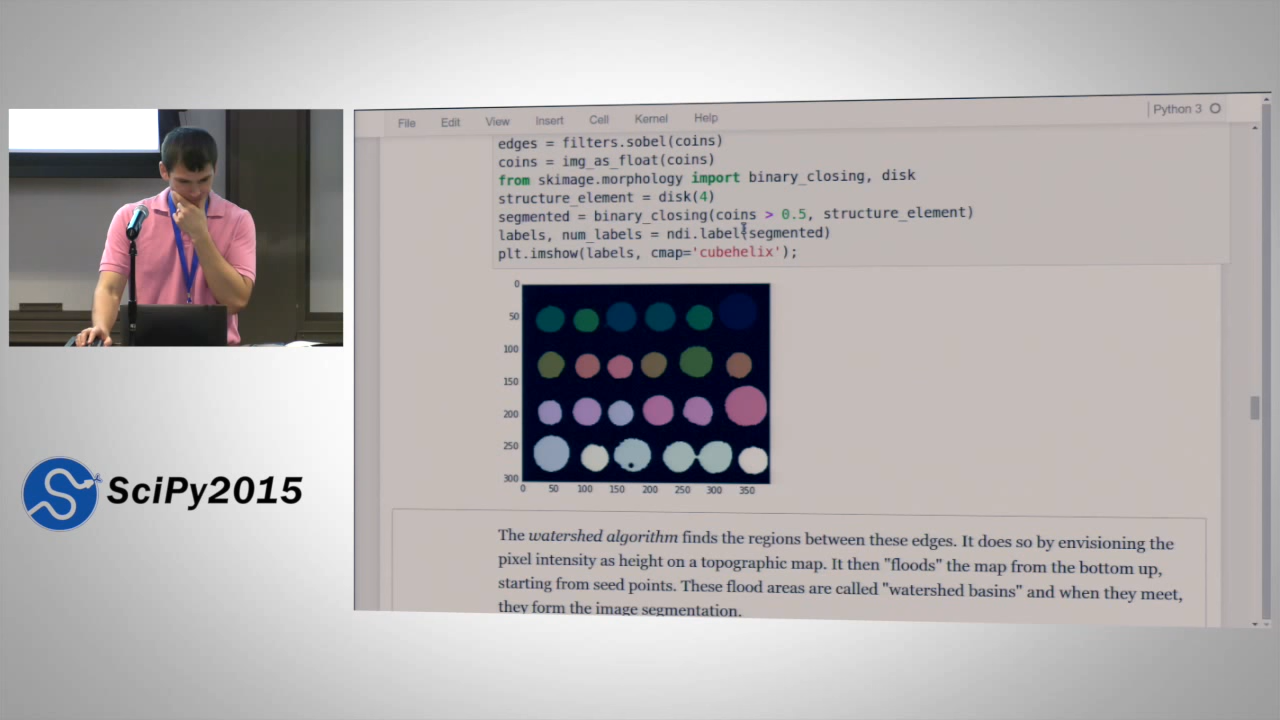 Python 3
File Edit View Insert Cell Kernel Help
edges = filters.sobel(coins)
coins = img_as_float(coins)
from skimage.morphology import binary_closing, disk
structure_element = disk(4)
segmented = binary_closing(coins > 0.5, structure_element)
labels, num_labels = ndi.label(segmented)
plt.imshow(labels, cmap='cubehelix');
0
50
100
150
200
250
300
0 50 100 150 200 250 300 350
SciPy2015
The watershed algorithm finds the regions between these edges. It does so by envisioning the
pixel intensity as height on a topographic map. It then "floods" the map from the bottom up,
starting from seed points. These flood areas are called "watershed basins" and when they meet,
they form the image segmentation.